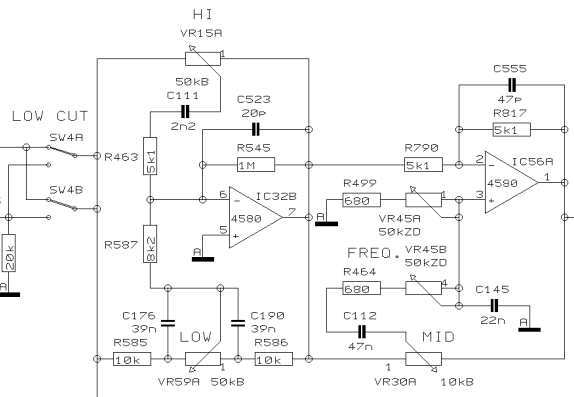 HI
VR15A
1
50kB
C111
2n2
C523
20p
R545
1M
LOW CUT
SW4A
SW4B
R463
5k1
6
-
IC32B
4580
7
5
+
A
R587
8k2
20k
A
C176
39n
LOW
C190
39n
R585
10k
R586
10k
1
VR59A 50kB
C555
47p
R817
5k1
R790
5k1
2
-
IC56A
4580
1
3
+
R499
680
1
A
VR45A
50kZD
FREQ.
VR45B
50kZD
R464
680
4
C145
22n
A
C112
47n
MID
1
VR30A 10kB